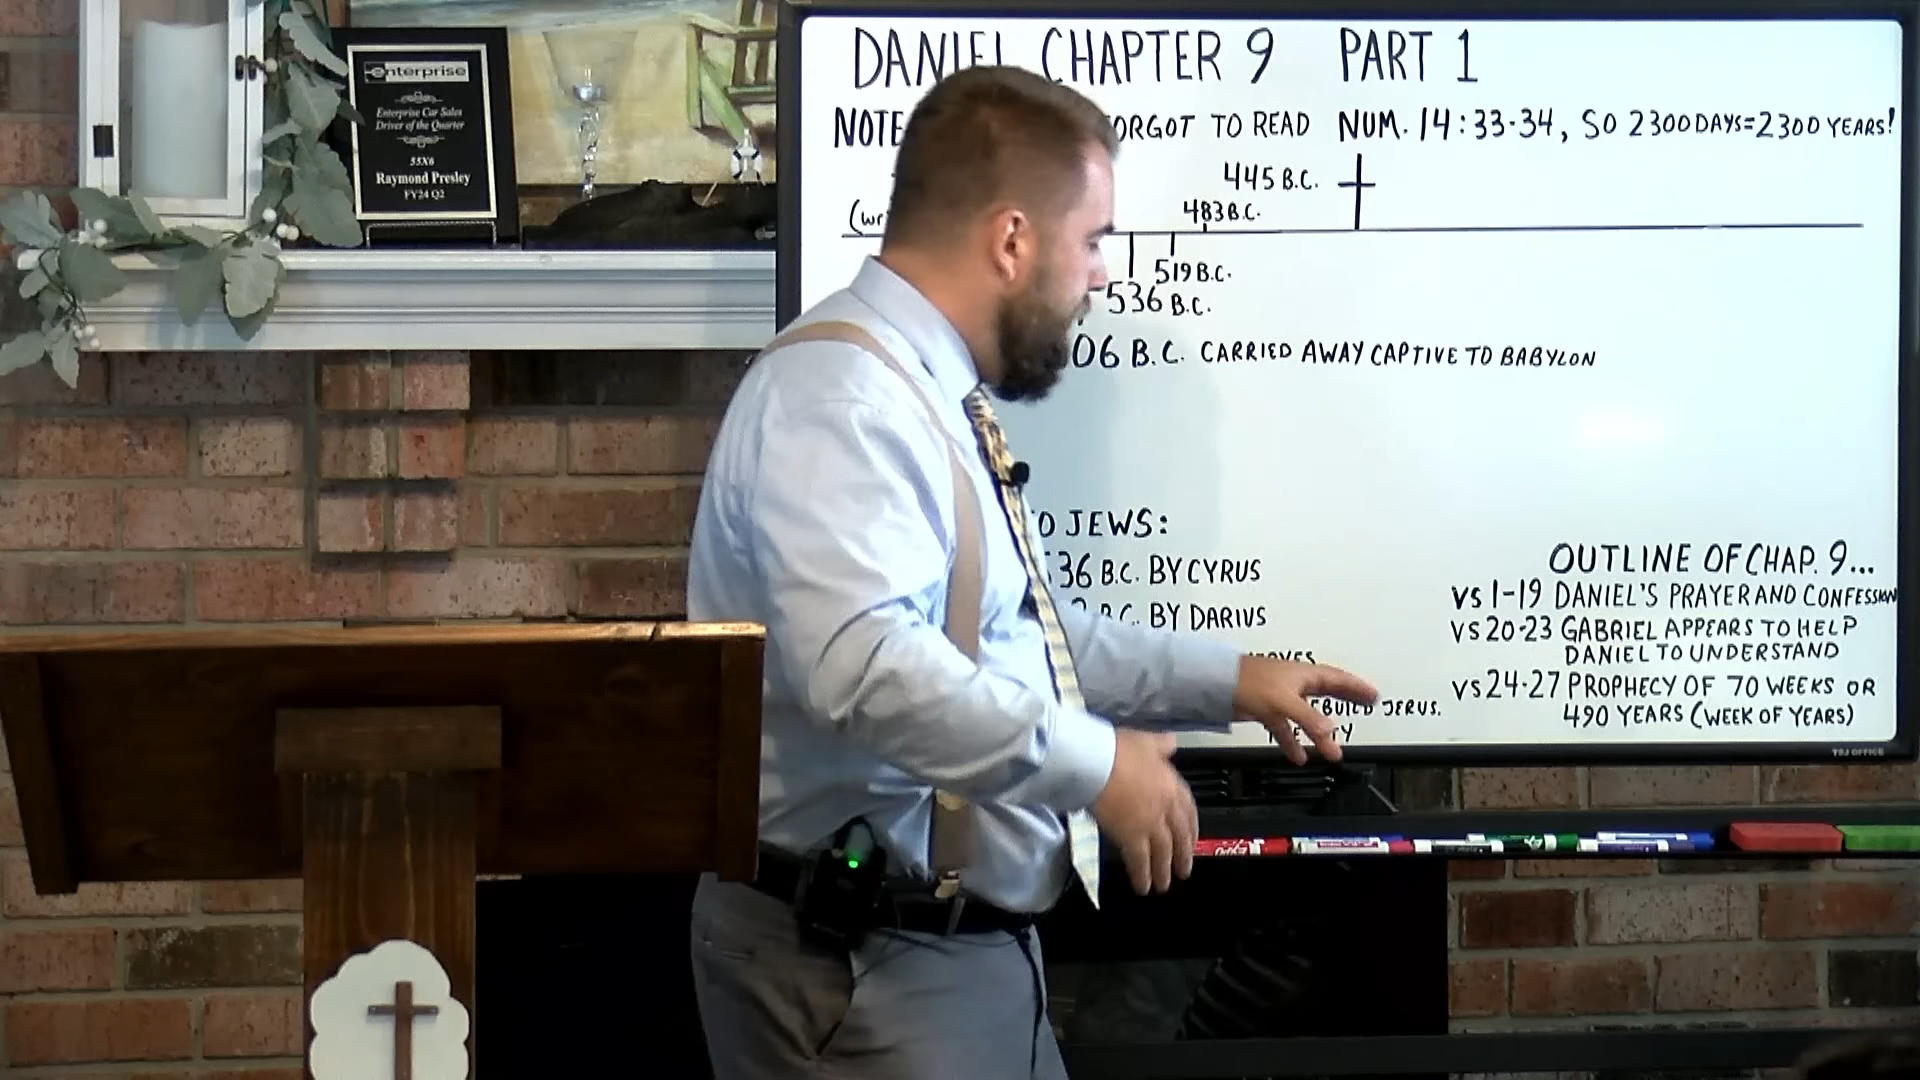 enterprise
Enterprise Car Sales
Driver of the Quarter
55X6
Raymond Presley
FY24 Q2
DANIEL CHAPTER 9 PART 1
NOTE FORGOT TO READ NUM. 14:33-34, SO 2300 DAYS=2300 YEARS!
445 B.C.
483 B.C.
519 B.C.
536 B.C.
06 B.C. CARRIED AWAY CAPTIVE TO BABYLON
JEWS:
36 B.C. BY CYRUS
B.C. BY DARIUS
JERUS.
OUTLINE OF CHAP. 9...
VS 1-19 DANIEL'S PRAYER AND CONFESSION
VS 20-23 GABRIEL APPEARS TO HELP
DANIEL TO UNDERSTAND
VS 24-27 PROPHECY OF 70 WEEKS OR
490 YEARS (WEEK OF YEARS)